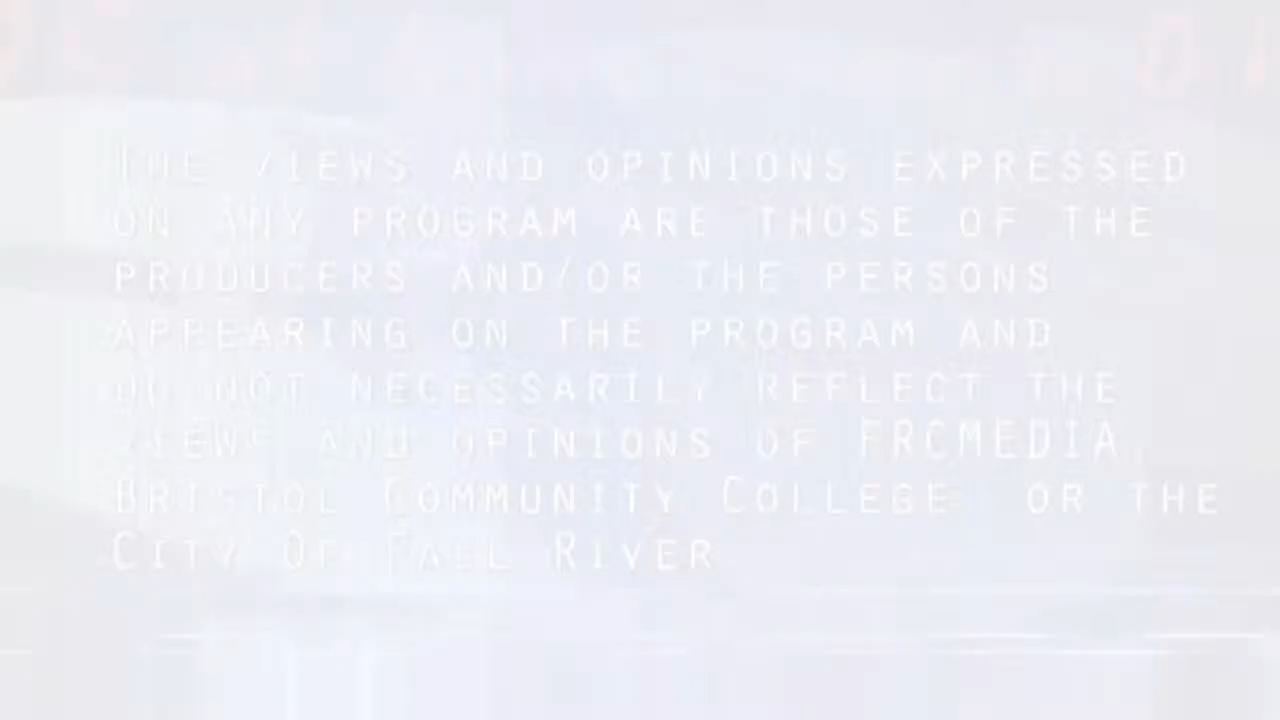 THE VIEWS AND OPINIONS EXPRESSED
ON ANY PROGRAM ARE THOSE OF THE
PRODUCERS AND/OR THE PERSONS
APPEARING ON THE PROGRAM AND
DO NOT NECESSARILY REFLECT THE
VIEWS AND OPINIONS OF FRCMEDIA
BRISTOL COMMUNITY COLLEGE OR THE
CITY OF FALL RIVER